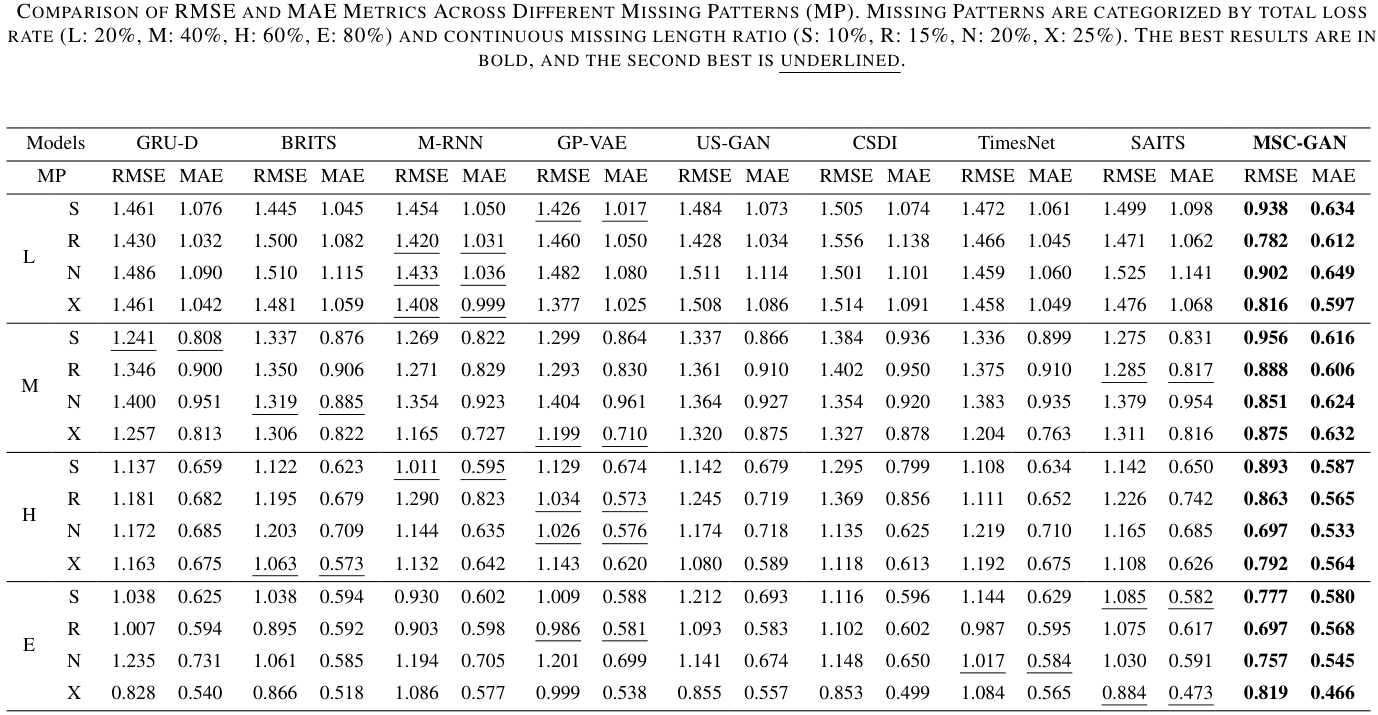 COMPARISON OF RMSE AND MAE METRICS ACROSS DIFFERENT MISSING PATTERNS (MP). MISSING PATTERNS ARE CATEGORIZED BY TOTAL LOSS
RATE (L: 20%, M: 40%, H: 60%, E: 80%) AND CONTINUOUS MISSING LENGTH RATIO (S: 10%, R: 15%, N: 20%, X: 25%). THE BEST RESULTS ARE IN
BOLD, AND THE SECOND BEST IS UNDERLINED.
Models GRU-D BRITS M-RNN GP-VAE US-GAN CSDI TimesNet SAITS MSC-GAN
MP RMSE MAE RMSE MAE RMSE MAE RMSE MAE RMSE MAE RMSE MAE RMSE MAE RMSE MAE RMSE MAE
L
S 1.461 1.076 1.445 1.045 1.454 1.050 1.426 1.017 1.484 1.073 1.505 1.074 1.472 1.061 1.499 1.098 0.938 0.634
R 1.430 1.032 1.500 1.082 1.420 1.031 1.460 1.050 1.428 1.034 1.556 1.138 1.466 1.045 1.471 1.062 0.782 0.612
N 1.486 1.090 1.510 1.115 1.433 1.036 1.482 1.080 1.511 1.114 1.501 1.101 1.459 1.060 1.525 1.141 0.902 0.649
X 1.461 1.042 1.481 1.059 1.408 0.999 1.377 1.025 1.508 1.086 1.514 1.091 1.458 1.049 1.476 1.068 0.816 0.597
M
S 1.241 0.808 1.337 0.876 1.269 0.822 1.299 0.864 1.337 0.866 1.384 0.936 1.336 0.899 1.275 0.831 0.956 0.616
R 1.346 0.900 1.350 0.906 1.271 0.829 1.293 0.830 1.361 0.910 1.402 0.950 1.375 0.910 1.285 0.817 0.888 0.606
N 1.400 0.951 1.319 0.885 1.354 0.923 1.404 0.961 1.364 0.927 1.354 0.920 1.383 0.935 1.379 0.954 0.851 0.624
X 1.257 0.813 1.306 0.822 1.165 0.727 1.199 0.710 1.320 0.875 1.327 0.878 1.204 0.763 1.311 0.816 0.875 0.632
H
S 1.137 0.659 1.122 0.623 1.011 0.595 1.129 0.674 1.142 0.679 1.295 0.799 1.108 0.634 1.142 0.650 0.893 0.587
R 1.181 0.682 1.195 0.679 1.290 0.823 1.034 0.573 1.245 0.719 1.369 0.856 1.111 0.652 1.226 0.742 0.863 0.565
N 1.172 0.685 1.203 0.709 1.144 0.635 1.026 0.576 1.174 0.718 1.135 0.625 1.219 0.710 1.165 0.685 0.697 0.533
X 1.163 0.675 1.063 0.573 1.132 0.642 1.143 0.620 1.080 0.589 1.118 0.613 1.192 0.675 1.108 0.626 0.792 0.564
E
S 1.038 0.625 1.038 0.594 0.930 0.602 1.009 0.588 1.212 0.693 1.116 0.596 1.144 0.629 1.085 0.582 0.777 0.580
R 1.007 0.594 0.895 0.592 0.903 0.598 0.986 0.581 1.093 0.583 1.102 0.602 0.987 0.595 1.075 0.617 0.697 0.568
N 1.235 0.731 1.061 0.585 1.194 0.705 1.201 0.699 1.141 0.674 1.148 0.650 1.017 0.584 1.030 0.591 0.757 0.545
X 0.828 0.540 0.866 0.518 1.086 0.577 0.999 0.538 0.855 0.557 0.853 0.499 1.084 0.565 0.884 0.473 0.819 0.466